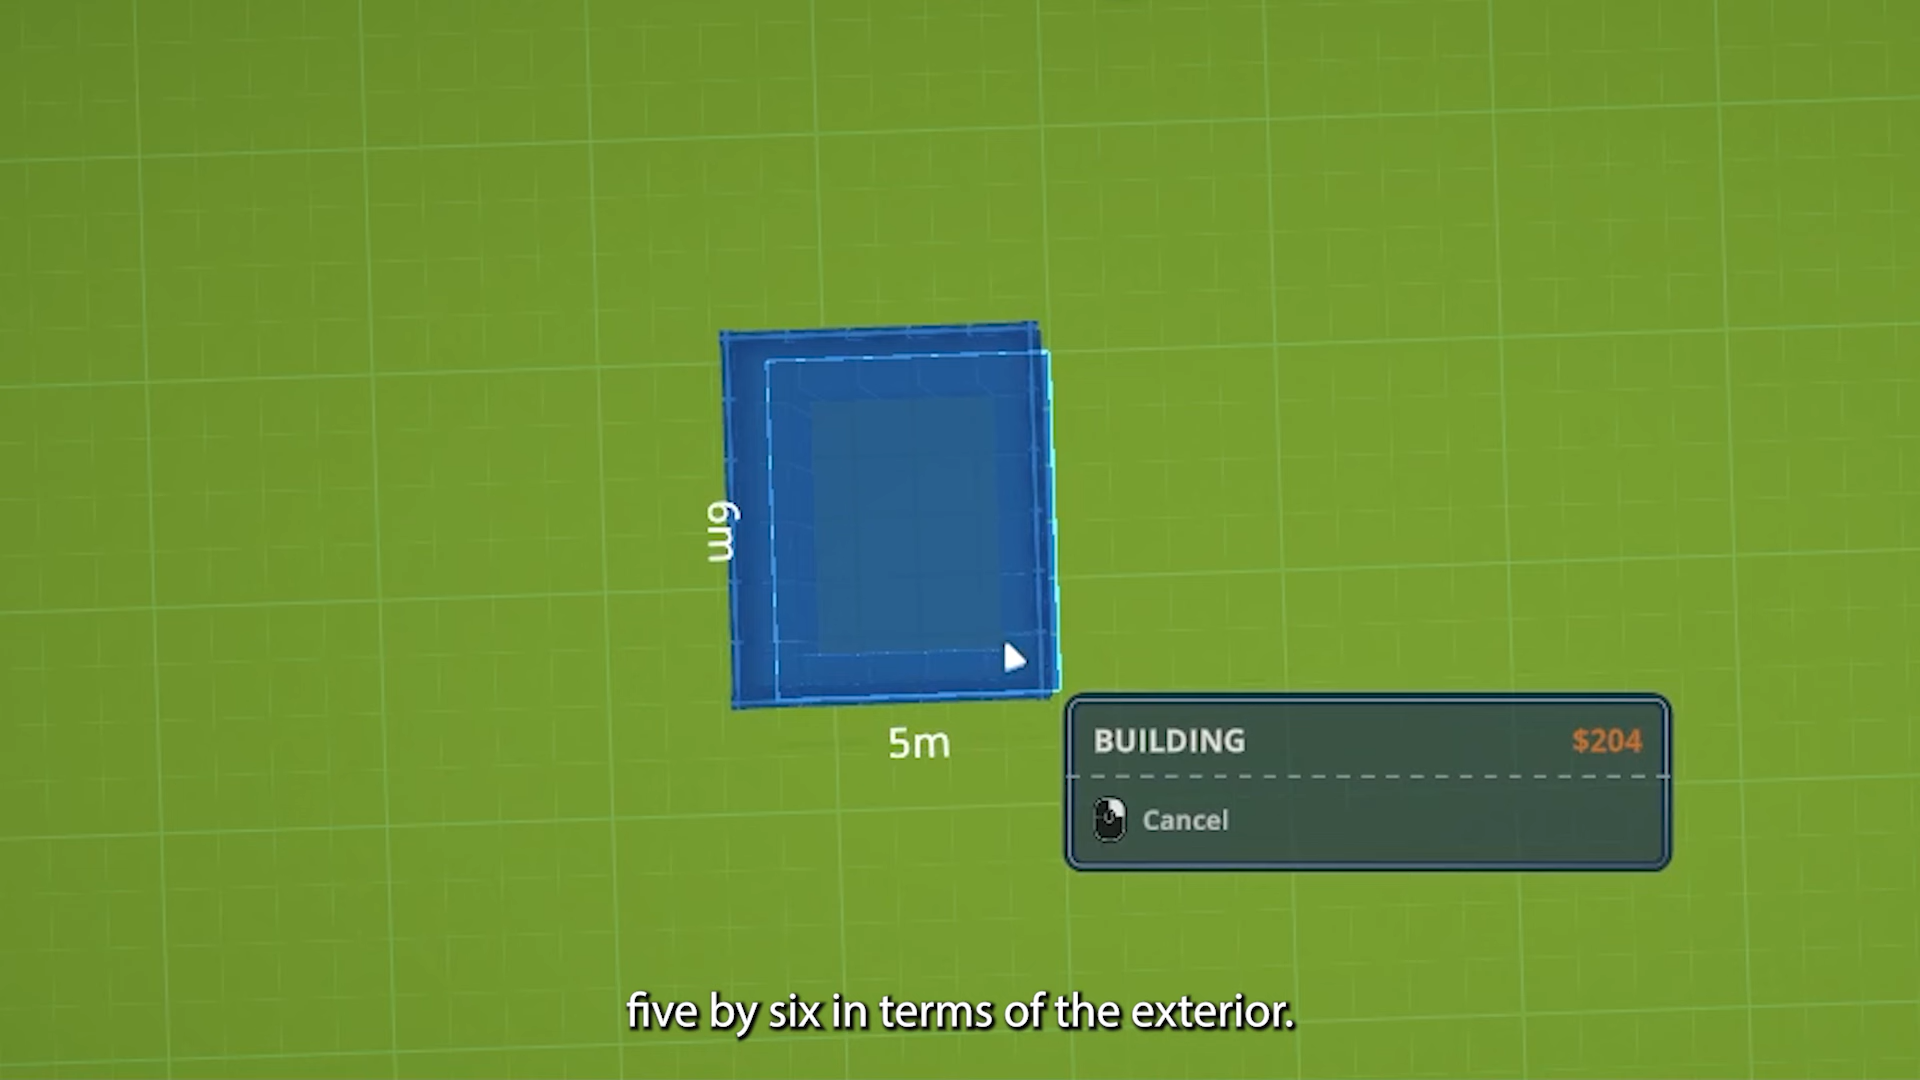 6m
5m
BUILDING $204
Cancel
five by six in terms of the exterior.